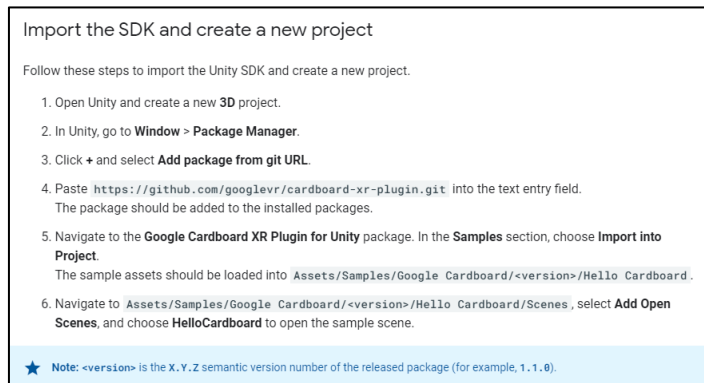 Import the SDK and create a new project
Follow these steps to import the Unity SDK and create a new project.
1. Open Unity and create a new 3D project.
2. In Unity, go to Window > Package Manager.
3. Click + and select Add package from git URL.
4. Paste https://github.com/googlevr/cardboard-xr-plugin.git into the text entry field.
The package should be added to the installed packages.
5. Navigate to the Google Cardboard XR Plugin for Unity package. In the Samples section, choose Import into
Project.
The sample assets should be loaded into Assets/Samples/Google Cardboard/<version>/Hello Cardboard.
6. Navigate to Assets/Samples/Google Cardboard/<version>/Hello Cardboard/Scenes, select Add Open
Scenes, and choose HelloCardboard to open the sample scene.
Note: <version> is the X.Y.Z semantic version number of the released package (for example, 1.1.0).